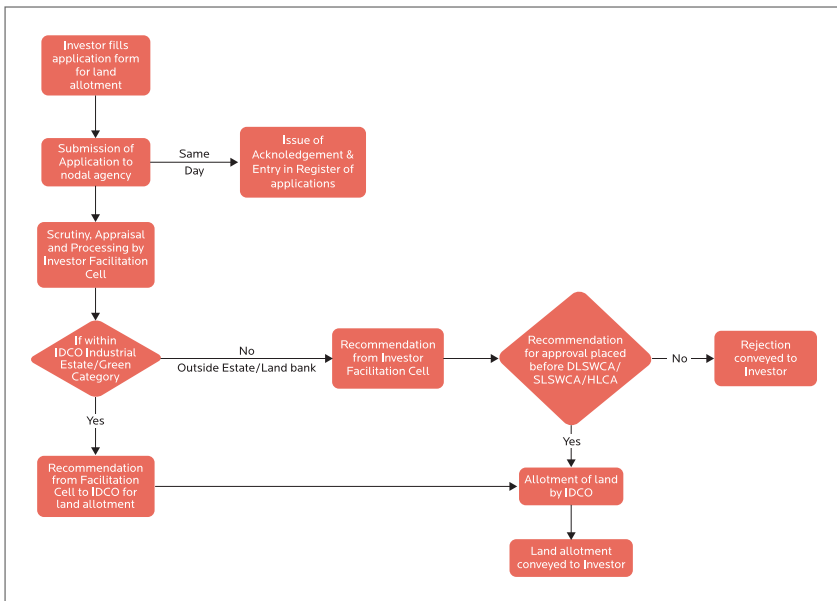 Investor fills
application form
for land
allotment
Submission of
Application to
nodal agency
Same
Day
Issue of
Acknoledgement &
Entry in Register of
applications
Scrutiny, Appraisal
and Processing by
Investor Facilitation
Cell
If within
IDCO Industrial
Estate/Green
Category
No
Outside Estate/Land bank
Recommendation
from Investor
Facilitation Cell
Recommendation
for approval placed
before DLSWCA/
SLSWCA/HLCA
No
Rejection
conveyed to
Investor
Yes
Yes
Recommendation
from Facilitation
Cell to IDCO for
land allotment
Allotment of land
by IDCO
Land allotment
conveyed to Investor